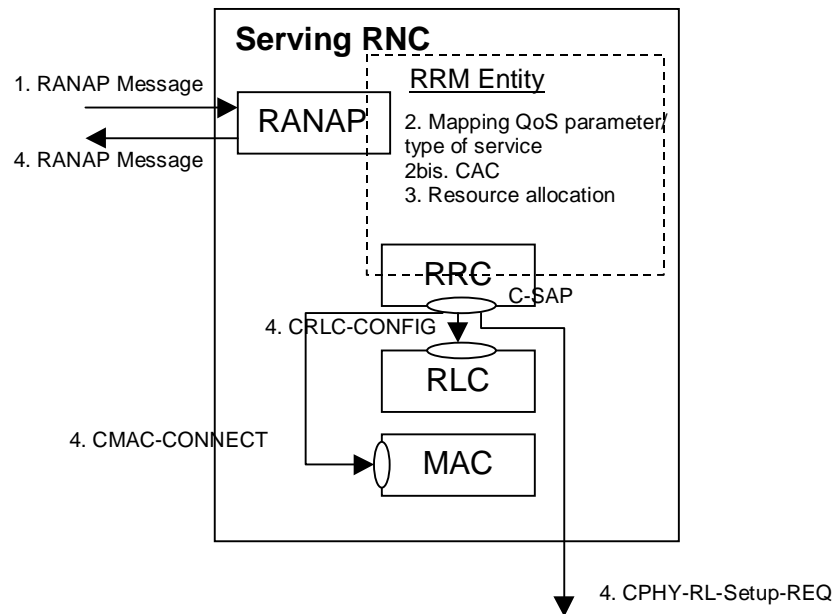 Serving RNC
RRM Entity
1. RANAP Message
RANAP
4. RANAP Message
2. Mapping QoS parameter/
type of service
2bis. CAC
3. Resource allocation
RRC
C-SAP
4. CRLC-CONFIG
RLC
4. CMAC-CONNECT
MAC
4. CPHY-RL-Setup-REQ